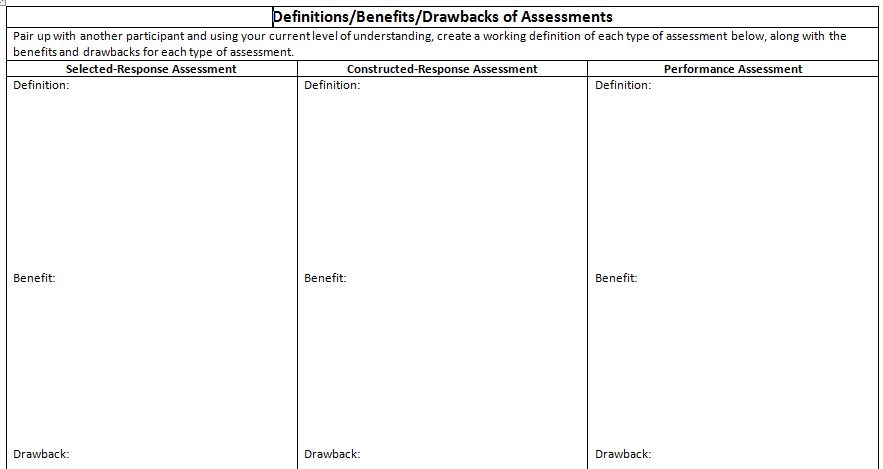 Definitions/Benefits/Drawbacks of Assessments
Pair up with another participant and using your current level of understanding, create a working definition of each type of assessment below, along with the
benefits and drawbacks for each type of assessment.
Selected-Response Assessment Constructed-Response Assessment Performance Assessment
Definition: Definition: Definition:
Benefit: Benefit: Benefit:
Drawback: Drawback: Drawback: